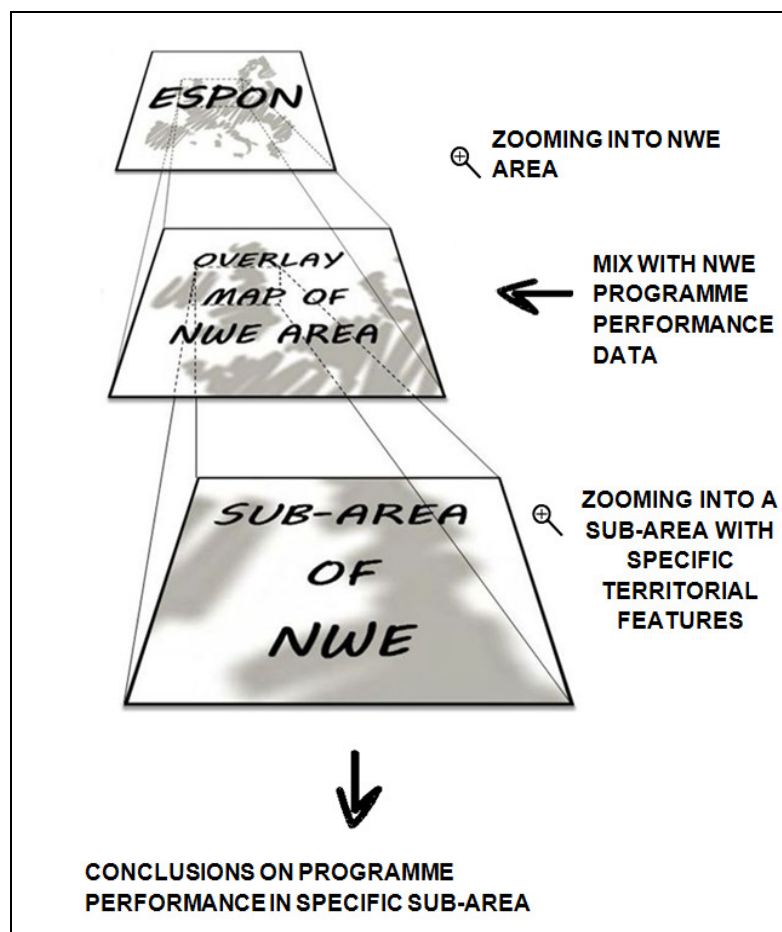 ESPON
ZOOMING INTO NWE
AREA
OVERLAY
MAP OF
NWE AREA
MIX WITH NWE
PROGRAMME
PERFORMANCE
DATA
SUB-AREA
OF
NWE
ZOOMING INTO A
SUB-AREA WITH
SPECIFIC
TERRITORIAL
FEATURES
CONCLUSIONS ON PROGRAMME
PERFORMANCE IN SPECIFIC SUB-AREA